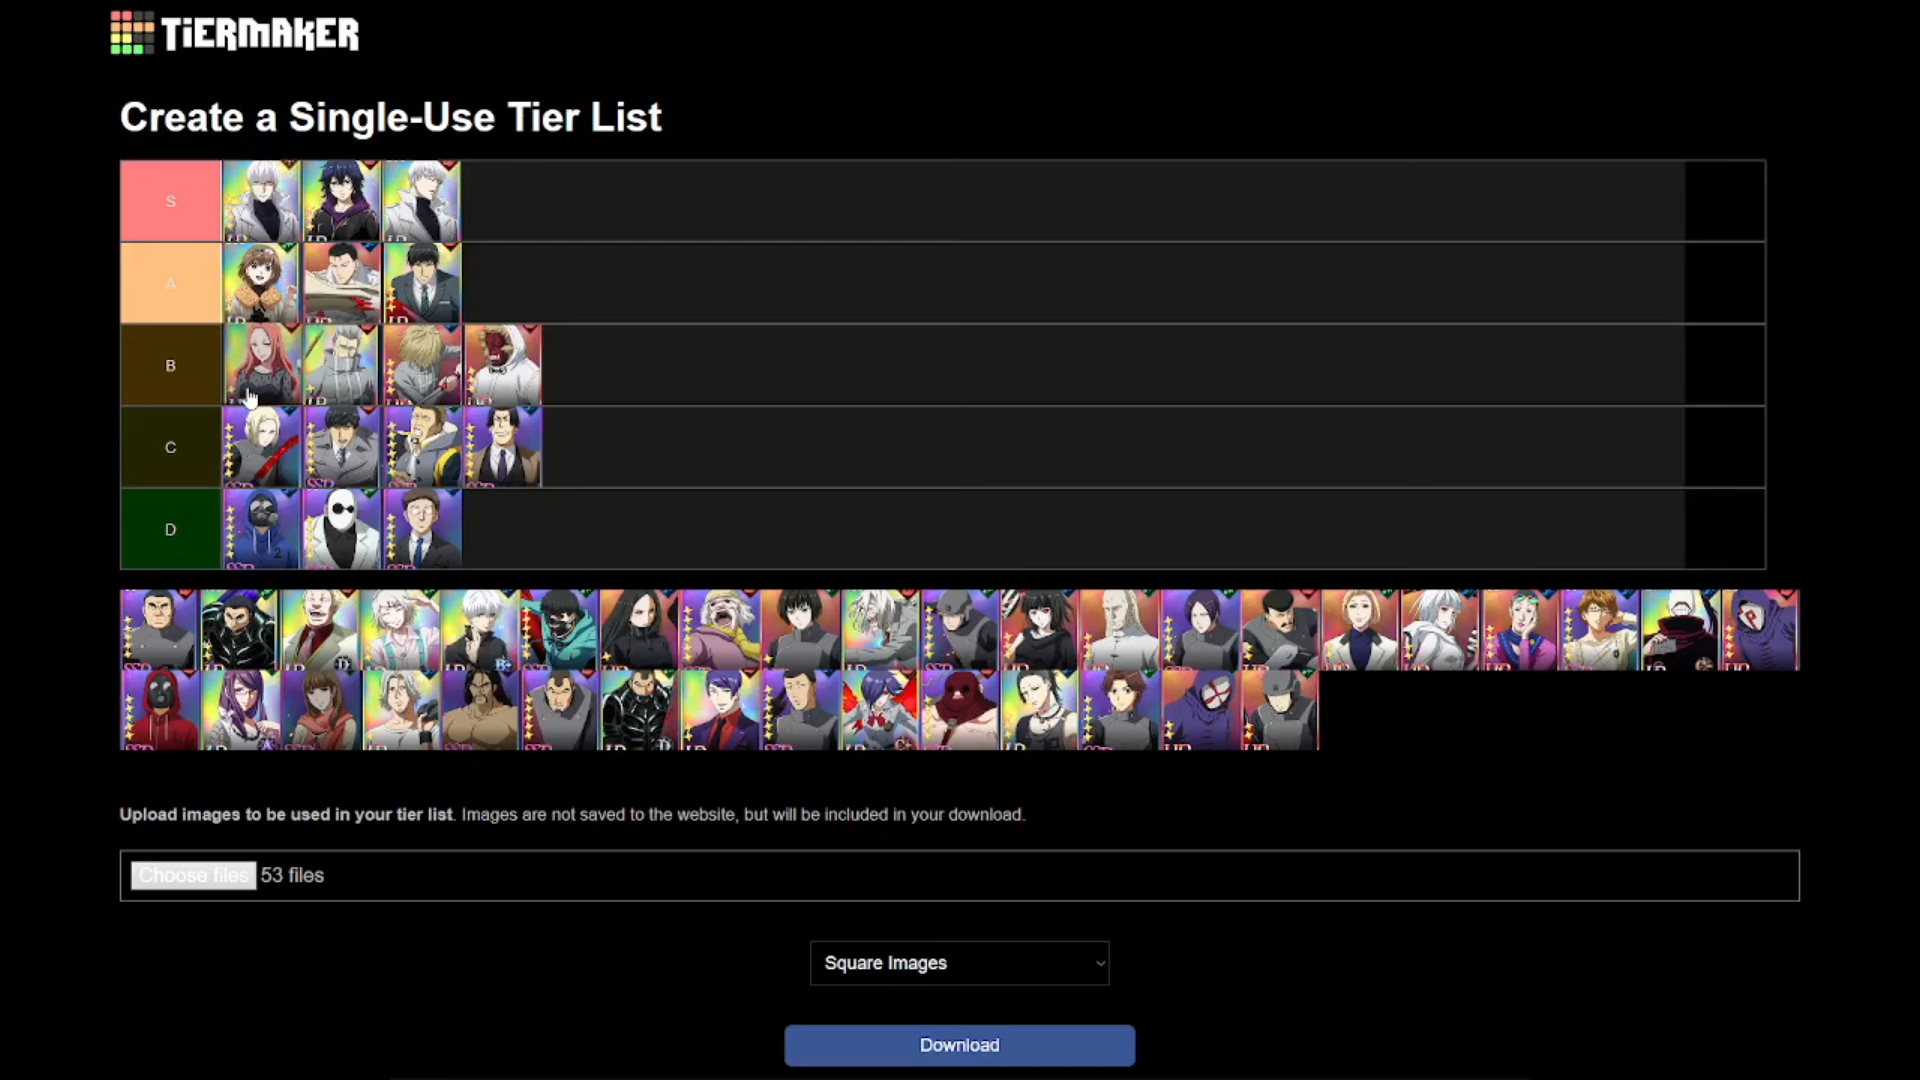 TiERMAKER
Create a Single-Use Tier List
S
A
B
C
D
Upload images to be used in your tier list. Images are not saved to the website, but will be included in your download.
Choose files 53 files
Square Images
Download